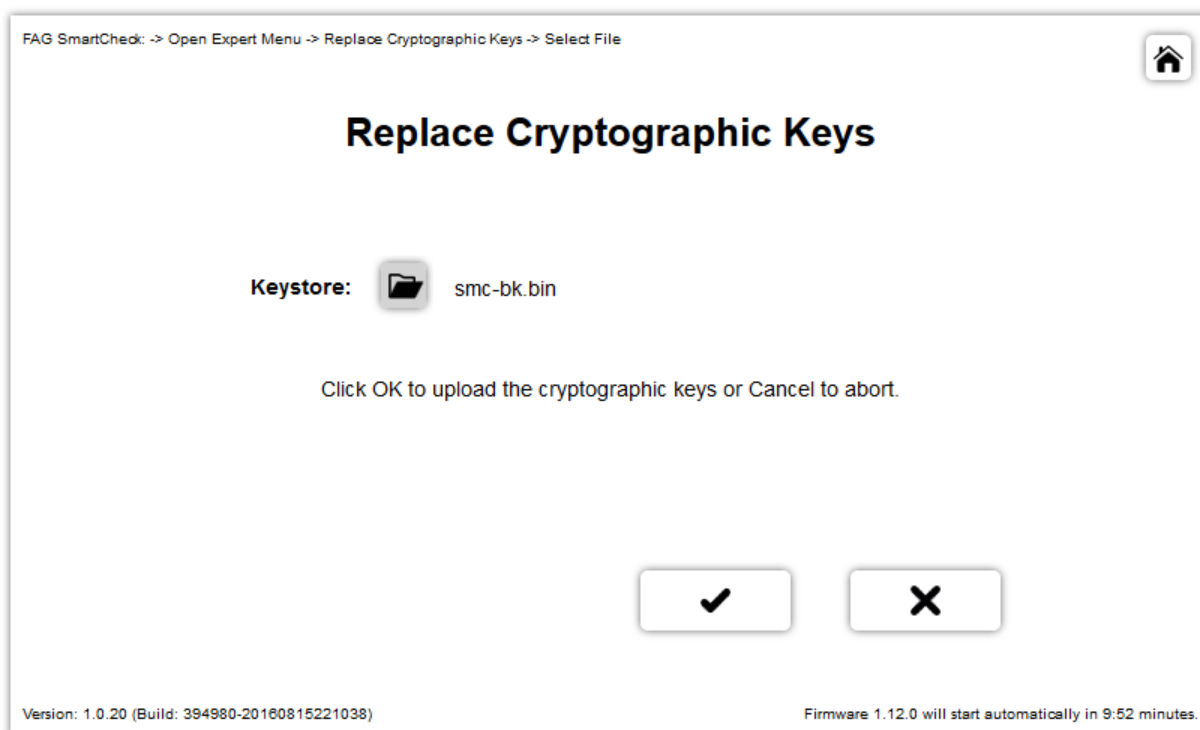 FAG SmartCheck: -> Open Expert Menu -> Replace Cryptographic Keys -> Select File
Replace Cryptographic Keys
Keystore: smc-bk.bin
Click OK to upload the cryptographic keys or Cancel to abort.
Version: 1.0.20 (Build: 394980-20160815221038) Firmware 1.12.0 will start automatically in 9:52 minutes.